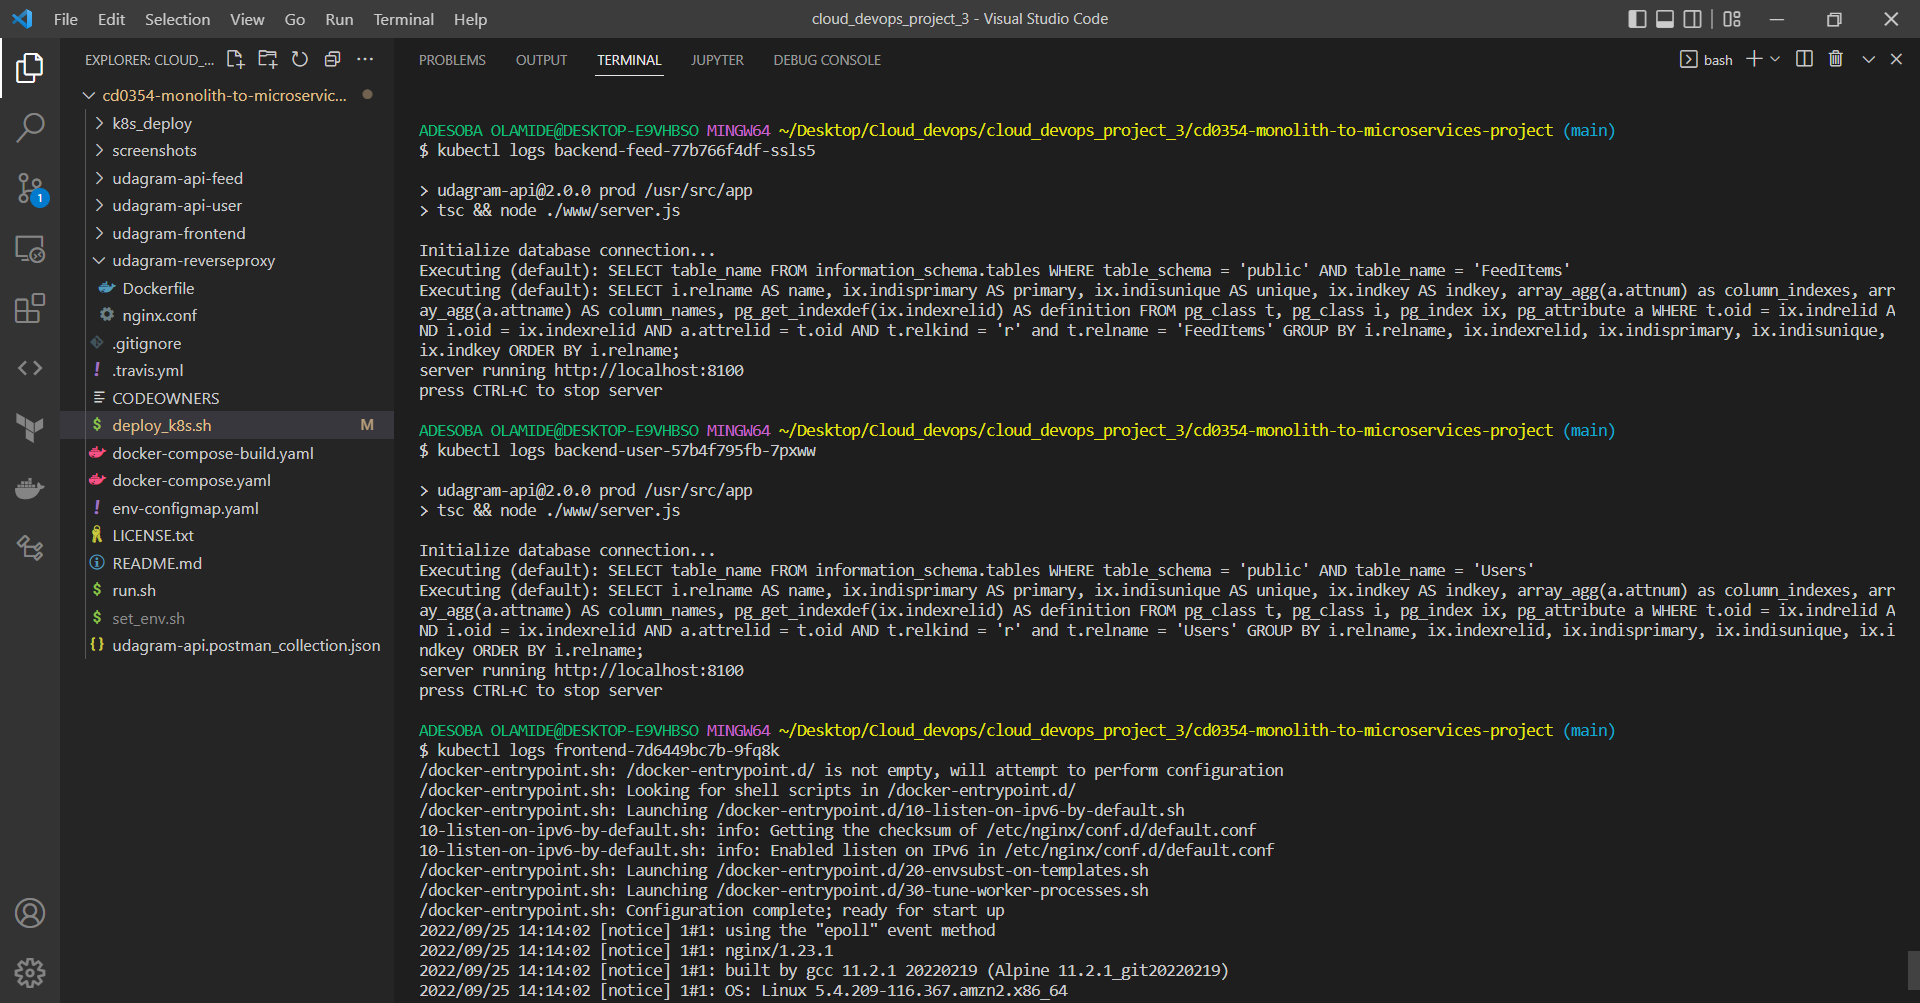 File Edit Selection View Go Run Terminal Help
cloud_devops_project_3 - Visual Studio Code
EXPLORER: CLOUD_...
cd0354-monolith-to-microservic...
k8s_deploy
screenshots
udagram-api-feed
udagram-api-user
udagram-frontend
udagram-reverseproxy
Dockerfile
nginx.conf
.gitignore
! .travis.yml
CODEOWNERS
$ deploy_k8s.sh M
docker-compose-build.yaml
docker-compose.yaml
! env-configmap.yaml
LICENSE.txt
README.md
$ run.sh
$ set_env.sh
{} udagram-api.postman_collection.json
1
PROBLEMS OUTPUT TERMINAL JUPYTER DEBUG CONSOLE
bash
ADESOBA OLAMIDE@DESKTOP-E9VHBSO MINGW64 ~/Desktop/Cloud_devops/cloud_devops_project_3/cd0354-monolith-to-microservices-project (main)
$ kubectl logs backend-feed-77b766f4df-ssls5
> udagram-api@2.0.0 prod /usr/src/app
> tsc && node ./www/server.js
Initialize database connection...
Executing (default): SELECT table_name FROM information_schema.tables WHERE table_schema = 'public' AND table_name = 'FeedItems'
Executing (default): SELECT i.relname AS name, ix.indisprimary AS primary, ix.indisunique AS unique, ix.indkey AS indkey, array_agg(a.attnum) as column_indexes, arr
ay_agg(a.attname) AS column_names, pg_get_indexdef(ix.indexrelid) AS definition FROM pg_class t, pg_class i, pg_index ix, pg_attribute a WHERE t.oid = ix.indrelid A
ND i.oid = ix.indexrelid AND a.attrelid = t.oid AND t.relkind = 'r' and t.relname = 'FeedItems' GROUP BY i.relname, ix.indexrelid, ix.indisprimary, ix.indisunique,
ix.indkey ORDER BY i.relname;
server running http://localhost:8100
press CTRL+C to stop server
ADESOBA OLAMIDE@DESKTOP-E9VHBSO MINGW64 ~/Desktop/Cloud_devops/cloud_devops_project_3/cd0354-monolith-to-microservices-project (main)
$ kubectl logs backend-user-57b4f795fb-7pxww
> udagram-api@2.0.0 prod /usr/src/app
> tsc && node ./www/server.js
Initialize database connection...
Executing (default): SELECT table_name FROM information_schema.tables WHERE table_schema = 'public' AND table_name = 'Users'
Executing (default): SELECT i.relname AS name, ix.indisprimary AS primary, ix.indisunique AS unique, ix.indkey AS indkey, array_agg(a.attnum) as column_indexes, arr
ay_agg(a.attname) AS column_names, pg_get_indexdef(ix.indexrelid) AS definition FROM pg_class t, pg_class i, pg_index ix, pg_attribute a WHERE t.oid = ix.indrelid A
ND i.oid = ix.indexrelid AND a.attrelid = t.oid AND t.relkind = 'r' and t.relname = 'Users' GROUP BY i.relname, ix.indexrelid, ix.indisprimary, ix.indisunique, ix.i
ndkey ORDER BY i.relname;
server running http://localhost:8100
press CTRL+C to stop server
ADESOBA OLAMIDE@DESKTOP-E9VHBSO MINGW64 ~/Desktop/Cloud_devops/cloud_devops_project_3/cd0354-monolith-to-microservices-project (main)
$ kubectl logs frontend-7d6449bc7b-9fq8k
/docker-entrypoint.sh: /docker-entrypoint.d/ is not empty, will attempt to perform configuration
/docker-entrypoint.sh: Looking for shell scripts in /docker-entrypoint.d/
/docker-entrypoint.sh: Launching /docker-entrypoint.d/10-listen-on-ipv6-by-default.sh
10-listen-on-ipv6-by-default.sh: info: Getting the checksum of /etc/nginx/conf.d/default.conf
10-listen-on-ipv6-by-default.sh: info: Enabled listen on IPv6 in /etc/nginx/conf.d/default.conf
/docker-entrypoint.sh: Launching /docker-entrypoint.d/20-envsubst-on-templates.sh
/docker-entrypoint.sh: Launching /docker-entrypoint.d/30-tune-worker-processes.sh
/docker-entrypoint.sh: Configuration complete; ready for start up
2022/09/25 14:14:02 [notice] 1#1: using the "epoll" event method
2022/09/25 14:14:02 [notice] 1#1: nginx/1.23.1
2022/09/25 14:14:02 [notice] 1#1: built by gcc 11.2.1 20220219 (Alpine 11.2.1_git20220219)
2022/09/25 14:14:02 [notice] 1#1: OS: Linux 5.4.209-116.367.amzn2.x86_64